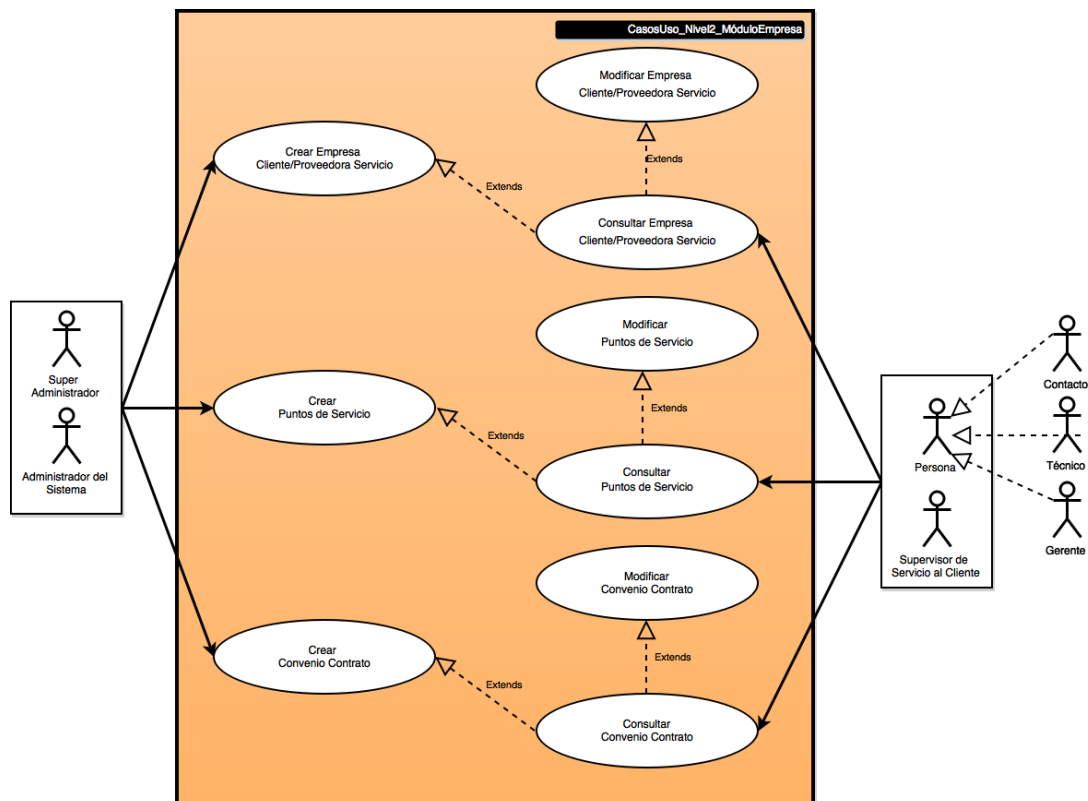 CasosUso_Nivel2_MóduloEmpresa
Modificar Empresa
Cliente/Proveedora Servicio
Crear Empresa
Cliente/Proveedora Servicio
Extends
Extends
Consultar Empresa
Cliente/Proveedora Servicio
Super
Administrador
Administrador del
Sistema
Modificar
Puntos de Servicio
Crear
Puntos de Servicio
Extends
Extends
Consultar
Puntos de Servicio
Contacto
Persona
Técnico
Supervisor de
Servicio al Cliente
Gerente
Modificar
Convenio Contrato
Crear
Convenio Contrato
Extends
Extends
Consultar
Convenio Contrato